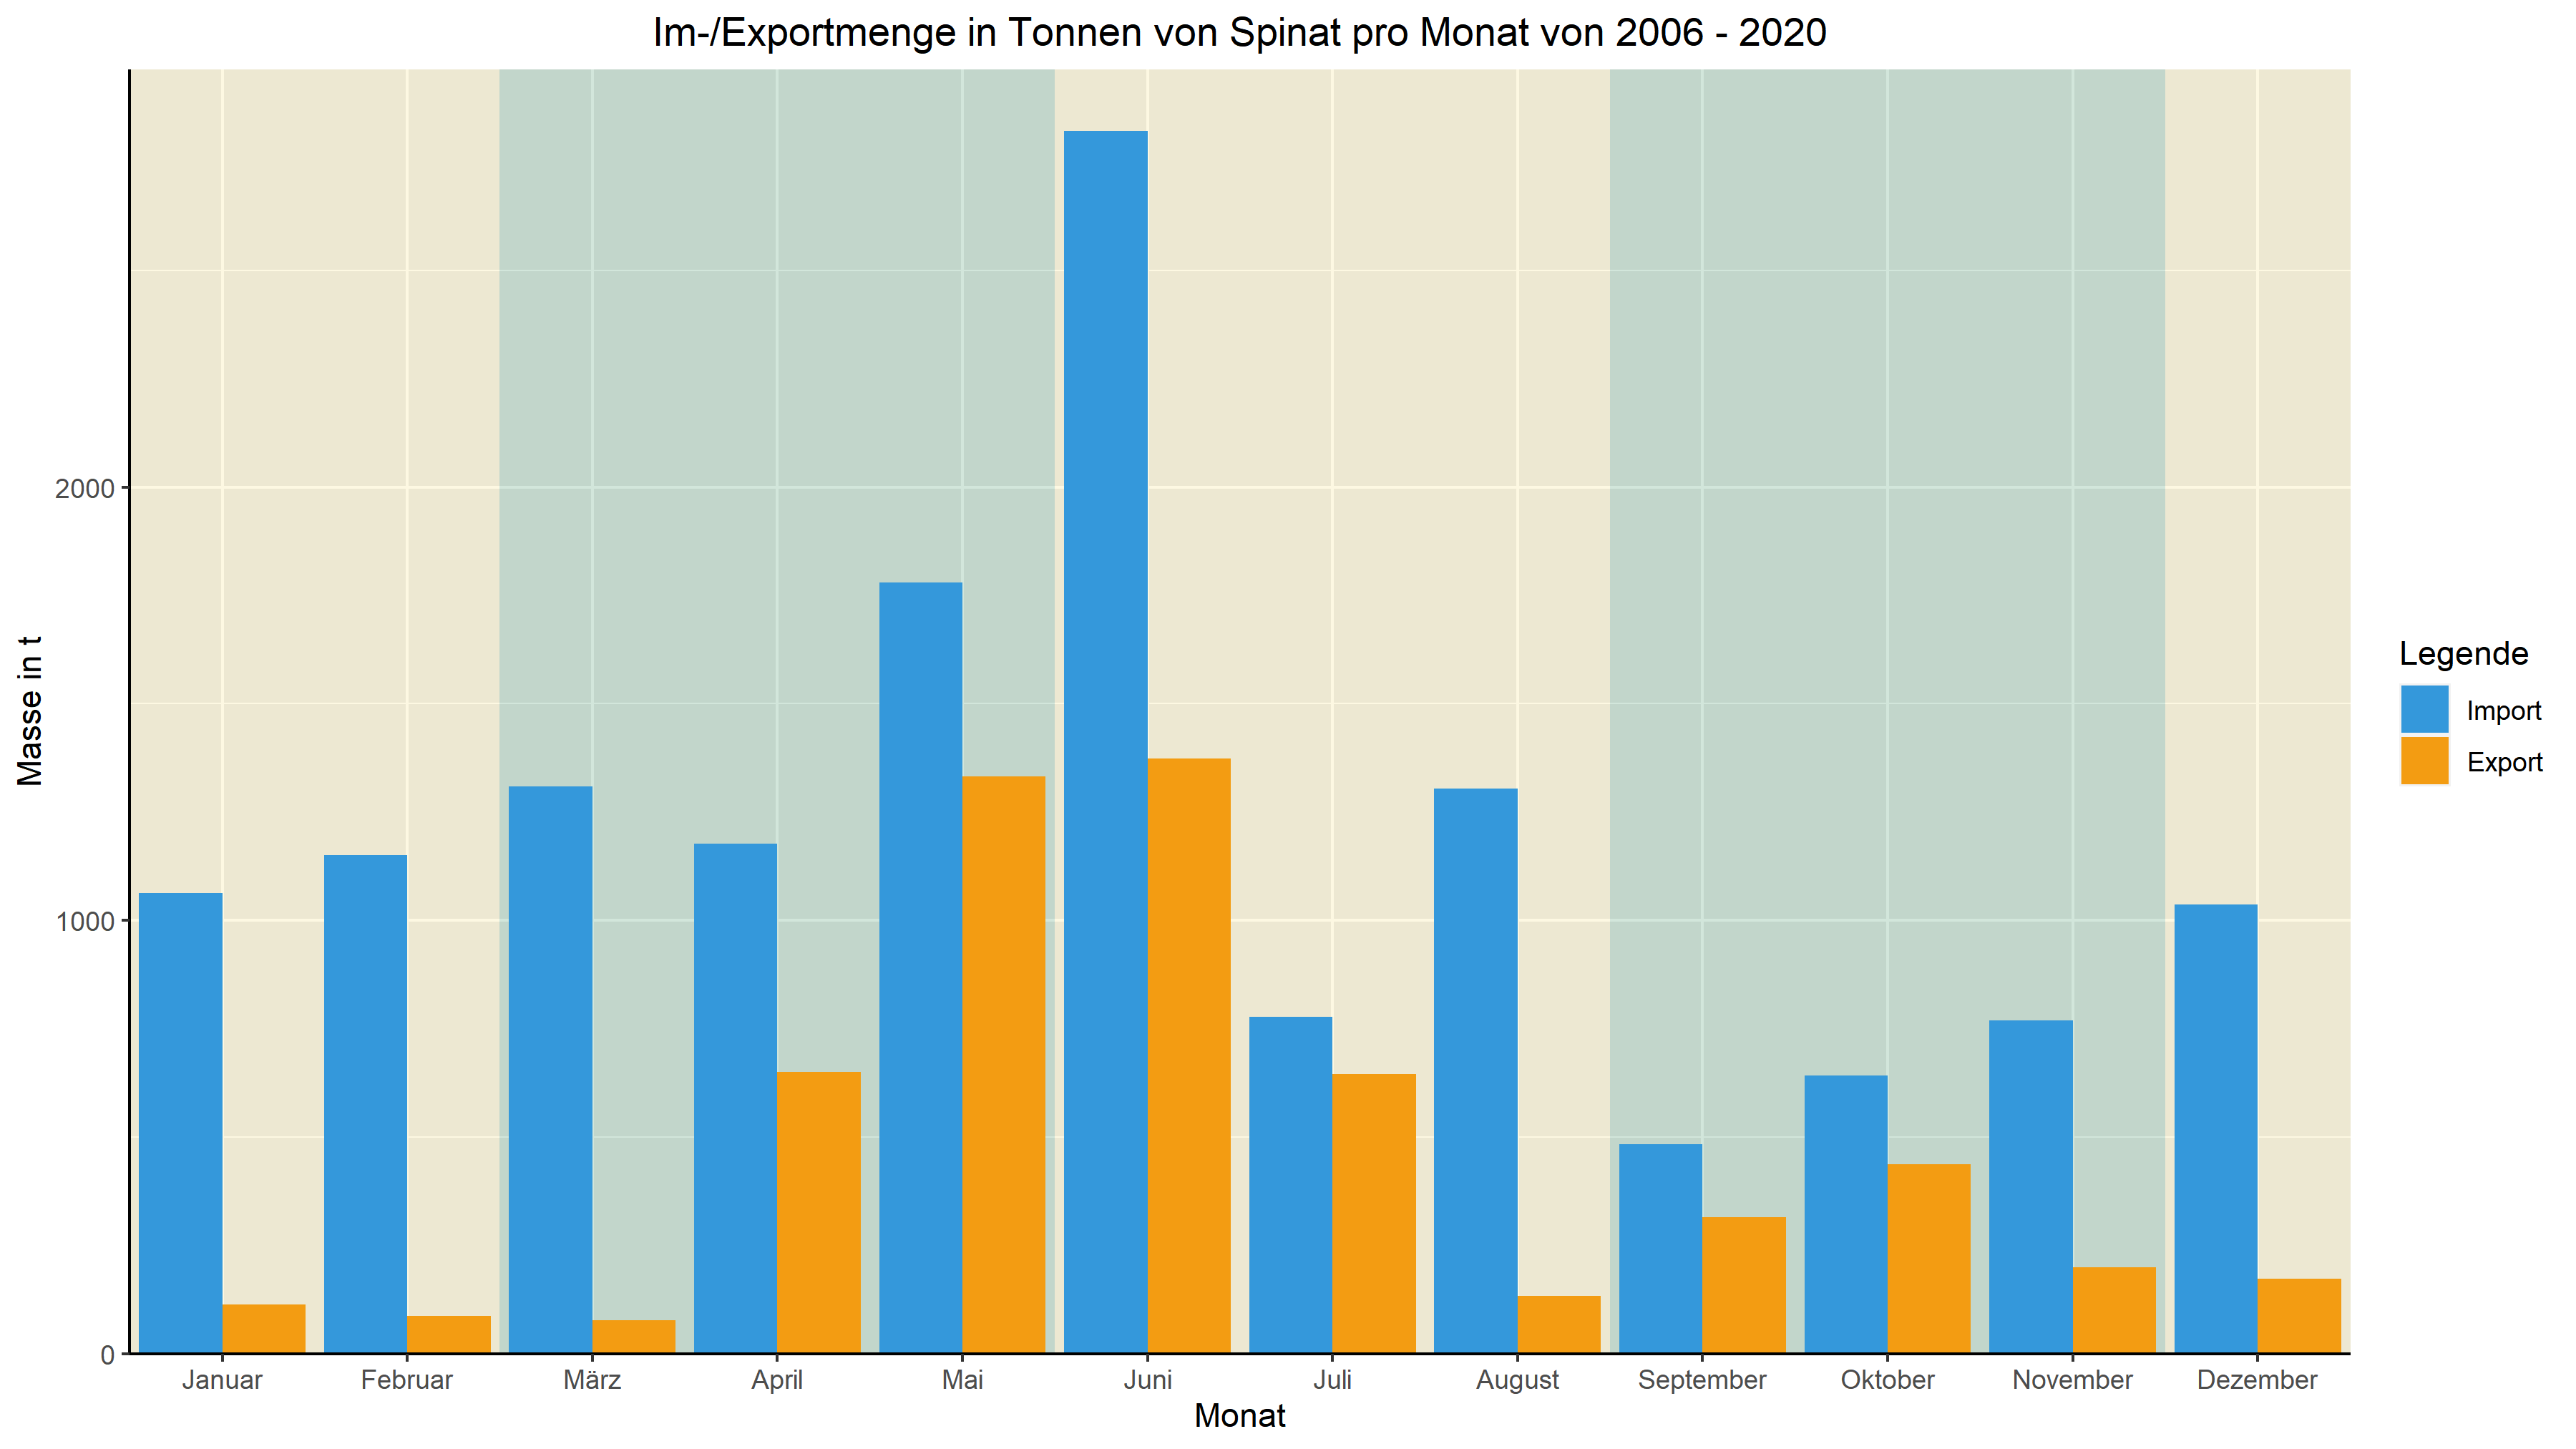 Im-/Exportmenge in Tonnen von Spinat pro Monat von 2006 - 2020
Masse in t
2000
1000
0
Januar Februar März April Mai Juni Juli August September Oktober November Dezember
Monat
Legende
Import
Export